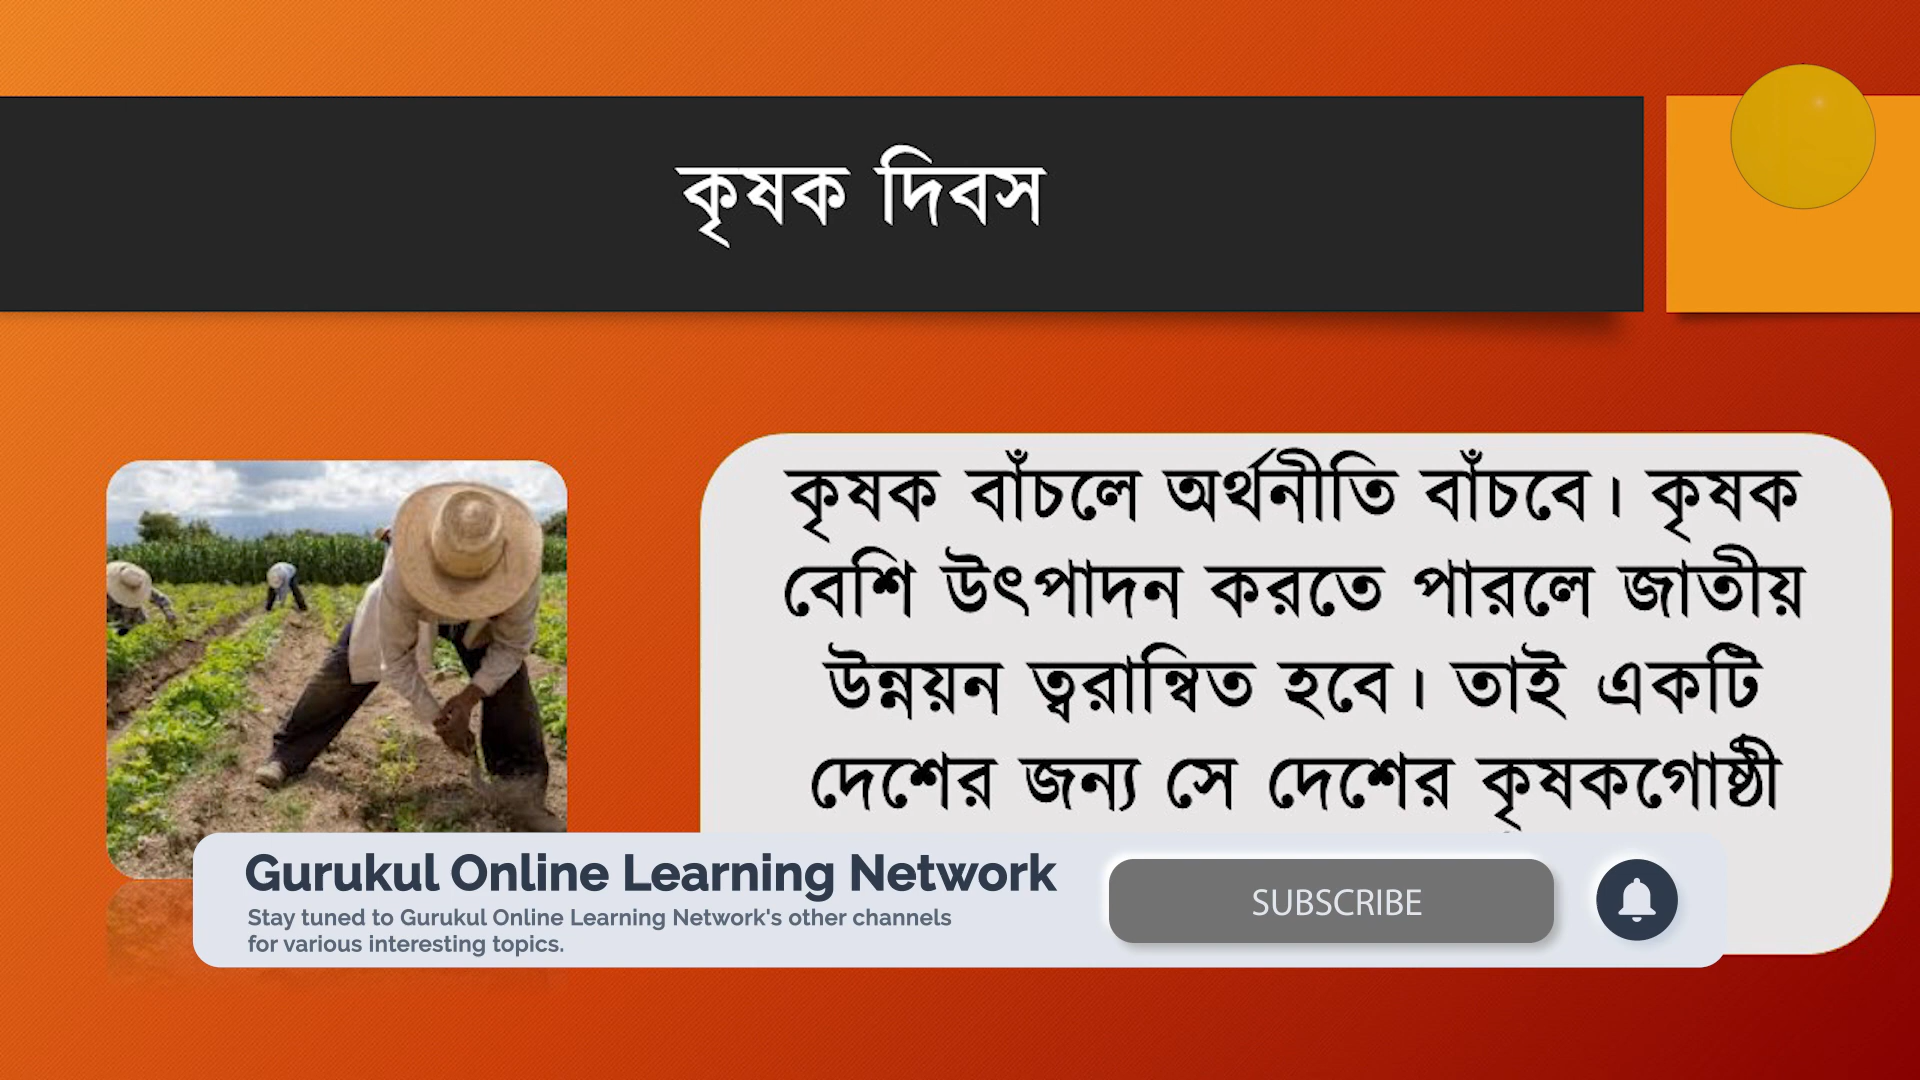 কৃষক দিবস
কৃষক বাঁচলে অর্থনীতি বাঁচবে। কৃষক
বেশি উৎপাদন করতে পারলে জাতীয়
উন্নয়ন ত্বরান্বিত হবে। তাই একটি
দেশের জন্য সে দেশের কৃষকগোষ্ঠী
Gurukul Online Learning Network
Stay tuned to Gurukul Online Learning Network's other channels
for various interesting topics.
SUBSCRIBE